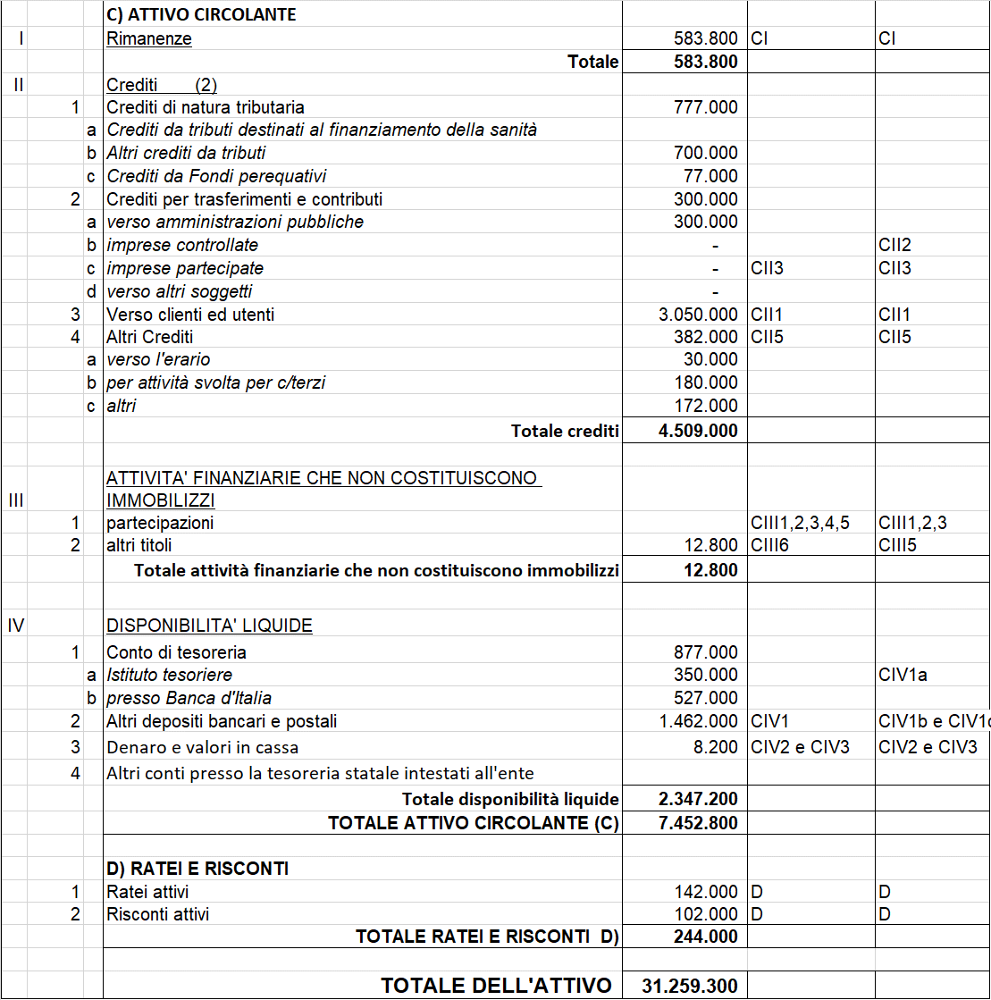 C) ATTIVO CIRCOLANTE
I Rimanenze 583.800 CI CI
Totale 583.800
II Crediti (2)
1 Crediti di natura tributaria 777.000
a Crediti da tributi destinati al finanziamento della sanità
b Altri crediti da tributi 700.000
c Crediti da Fondi perequativi 77.000
2 Crediti per trasferimenti e contributi 300.000
a verso amministrazioni pubbliche 300.000
b imprese controllate - CII2
c imprese partecipate - CII3 CII3
d verso altri soggetti -
3 Verso clienti ed utenti 3.050.000 CII1 CII1
4 Altri Crediti 382.000 CII5 CII5
a verso l'erario 30.000
b per attività svolta per c/terzi 180.000
c altri 172.000
Totale crediti 4.509.000
ATTIVITA' FINANZIARIE CHE NON COSTITUISCONO
III IMMOBILIZZI
1 partecipazioni CIII1,2,3,4,5 CIII1,2,3
2 altri titoli 12.800 CIII6 CIII5
Totale attività finanziarie che non costituiscono immobilizzi 12.800
IV DISPONIBILITA' LIQUIDE
1 Conto di tesoreria 877.000
a Istituto tesoriere 350.000 CIV1a
b presso Banca d'Italia 527.000
2 Altri depositi bancari e postali 1.462.000 CIV1 CIV1b e
3 Denaro e valori in cassa 8.200 CIV2 e CIV3 CIV2 e CIV3
4 Altri conti presso la tesoreria statale intestati all'ente
Totale disponibilità liquide 2.347.200
TOTALE ATTIVO CIRCOLANTE (C) 7.452.800
D) RATEI E RISCONTI
1 Ratei attivi 142.000 D D
2 Risconti attivi 102.000 D D
TOTALE RATEI E RISCONTI D) 244.000
TOTALE DELL'ATTIVO 31.259.300